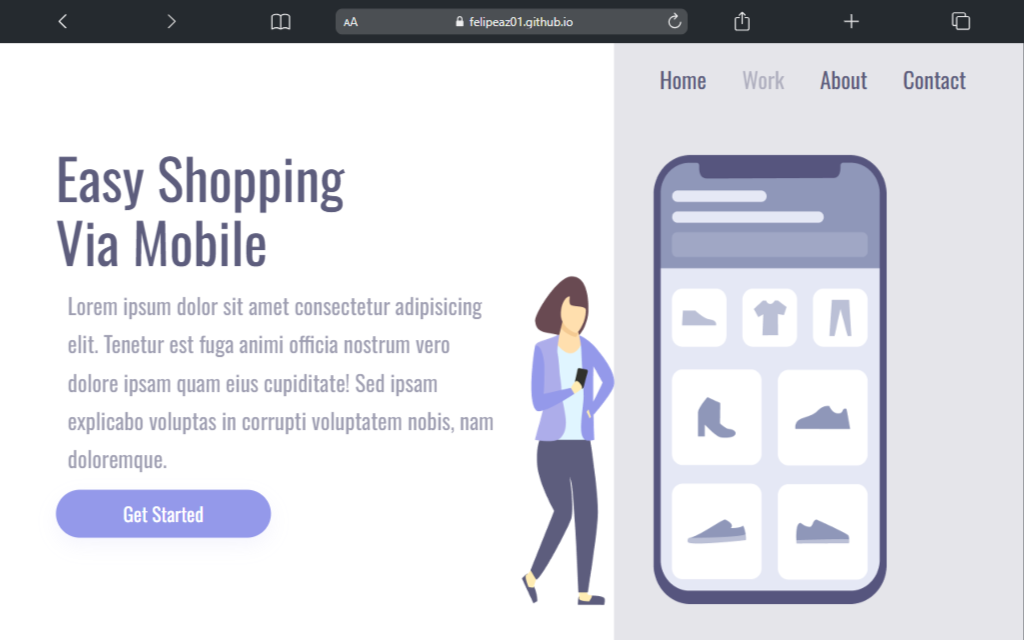 AA felipeaz01.github.io
Home Work About Contact
Easy Shopping
Via Mobile
Lorem ipsum dolor sit amet consectetur adipisicing
elit. Tenetur est fuga animi officia nostrum vero
dolore ipsam quam eius cupiditate! Sed ipsam
explicabo voluptas in corrupti voluptatem nobis, nam
doloremque.
Get Started